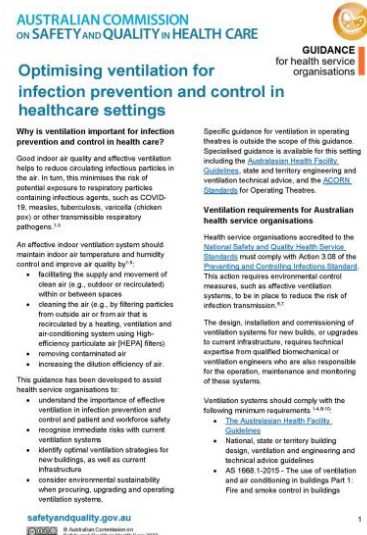 AUSTRALIAN COMMISSION
ON SAFETY AND QUALITY IN HEALTH CARE
GUIDANCE
for health service
organisations
Optimising ventilation for
infection prevention and control in
healthcare settings
Why is ventilation important for infection
prevention and control in health care?
Good indoor air quality and effective ventilation
helps to reduce circulating infectious particles in
the air. In turn, this minimises the risk of
potential exposure to respiratory particles
containing infectious agents, such as COVID-
19, measles, tuberculosis, varicella (chicken
pox) or other transmissible respiratory
pathogens.
An effective indoor ventilation system should
maintain indoor air temperature and humidity
control and improve air quality by
• facilitating the supply and movement of
clean air (e.g., outdoor or recirculated)
within or between spaces
• cleaning the air (e.g., by filtering particles
from outside air or from air that is
recirculated by a heating, ventilation and
air-conditioning system using High-
efficiency particulate air [HEPA] filters)
• removing contaminated air
• increasing the dilution efficiency of air.
This guidance has been developed to assist
health service organisations to:
• understand the importance of effective
ventilation in infection prevention and
control and patient and workforce safety
• recognise immediate risks with current
ventilation systems
• identify optimal ventilation strategies for
new buildings, as well as current
infrastructure
• consider environmental sustainability
when procuring, upgrading and operating
ventilation systems.
Specific guidance for ventilation in operating
theatres is outside the scope of this guidance.
Specialised guidance is available for this setting
including the Australasian Health Facility
Guidelines, state and territory engineering and
ventilation technical advice, and the ACORN
Standards for Operating Theatres.
Ventilation requirements for Australian
health service organisations
Health service organisations accredited to the
National Safety and Quality Health Service
Standards must comply with Action 3.08 of the
Preventing and Controlling Infections Standard.
This action requires environmental control
measures, such as effective ventilation
systems, to be in place to reduce the risk of
infection transmission.
The design, installation and commissioning of
ventilation systems for new builds, or upgrades
to current infrastructure, requires technical
expertise from qualified biomechanical or
ventilation engineers who are also responsible
for the operation, maintenance and monitoring
of these systems.
Ventilation systems should comply with the
following minimum requirements
• The Australasian Health Facility
Guidelines
• National, state or territory building
design, ventilation and engineering and
technical advice guidelines
• AS 1668.1-2015 - The use of ventilation
and air conditioning in buildings Part 1:
Fire and smoke control in buildings
safetyandquality.gov.au
1
© Australian Commission on